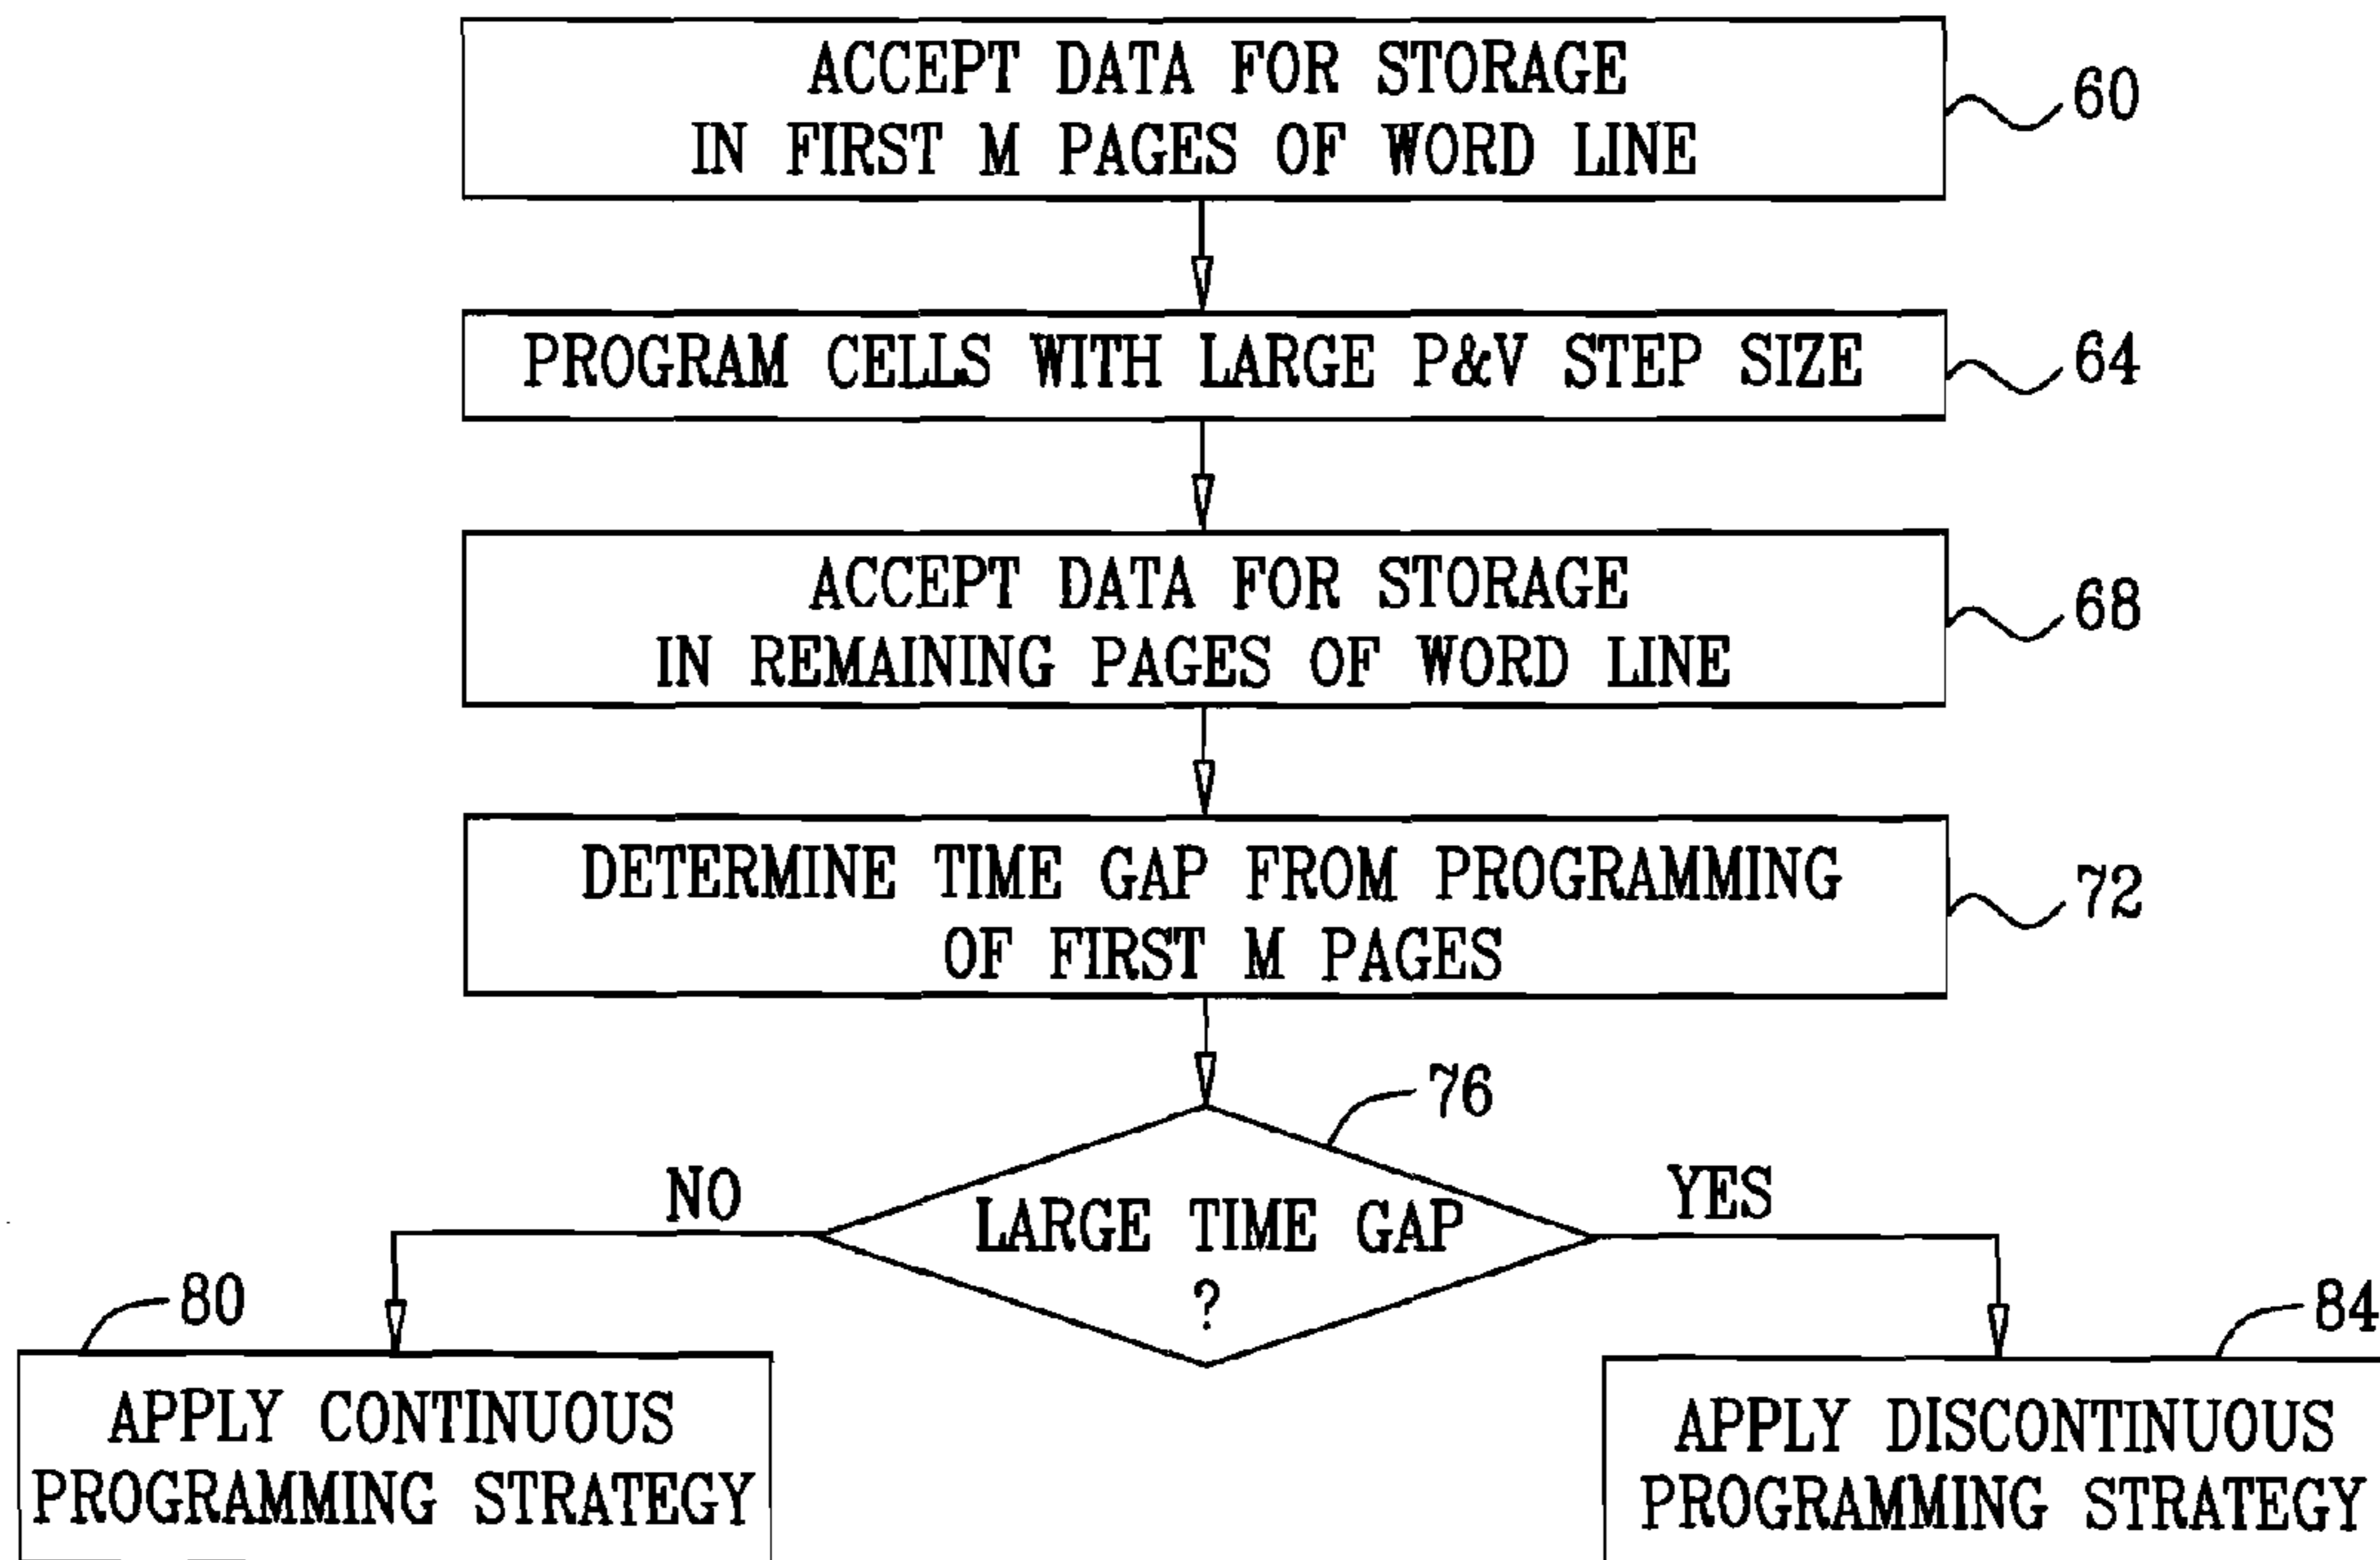 ACCEPT DATA FOR STORAGE
IN FIRST M PAGES OF WORD LINE
60
PROGRAM CELLS WITH LARGE P&V STEP SIZE
64
ACCEPT DATA FOR STORAGE
IN REMAINING PAGES OF WORD LINE
68
DETERMINE TIME GAP FROM PROGRAMMING
OF FIRST M PAGES
72
76
NO
YES
LARGE TIME GAP
?
80
APPLY CONTINUOUS
PROGRAMMING STRATEGY
84
APPLY DISCONTINUOUS
PROGRAMMING STRATEGY